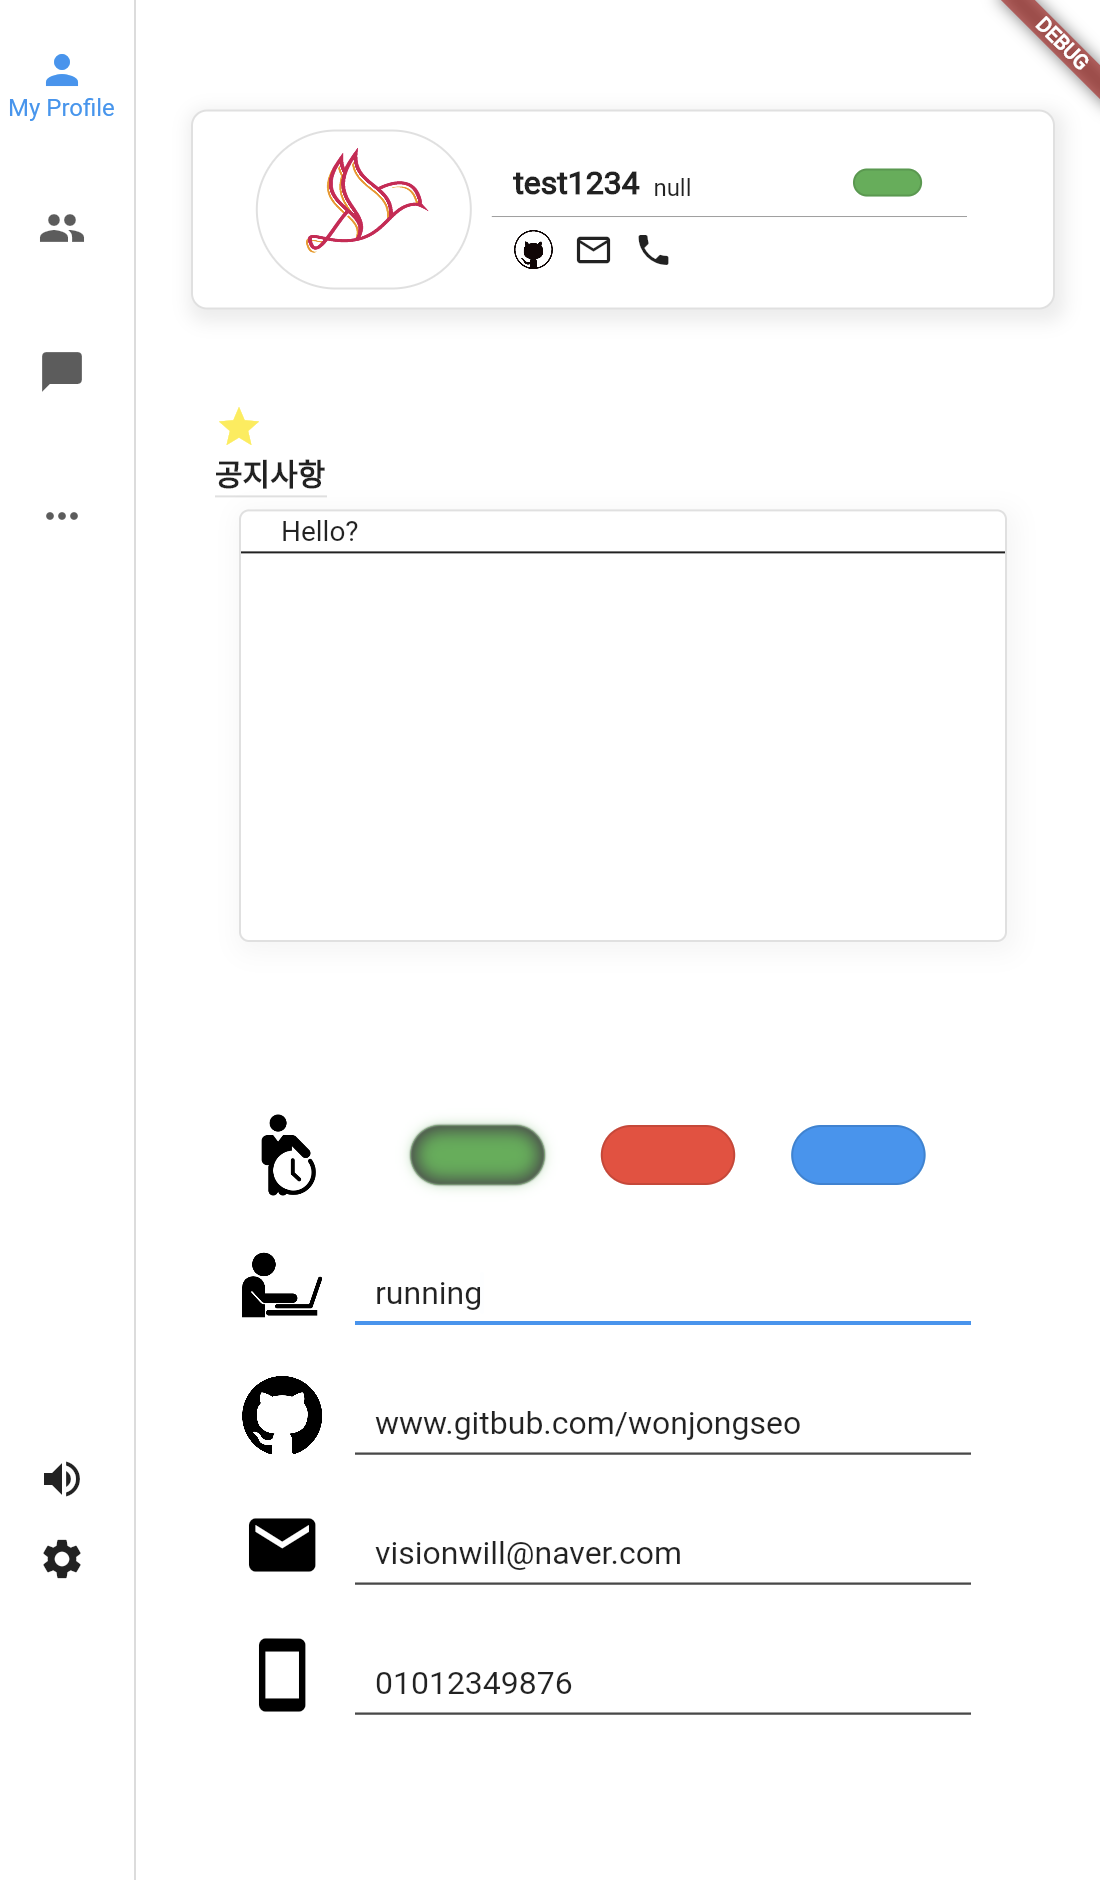 DEBUG
My Profile
test1234 null
공지사항
Hello?
running
www.gitbub.com/wonjongseo
visionwill@naver.com
01012349876